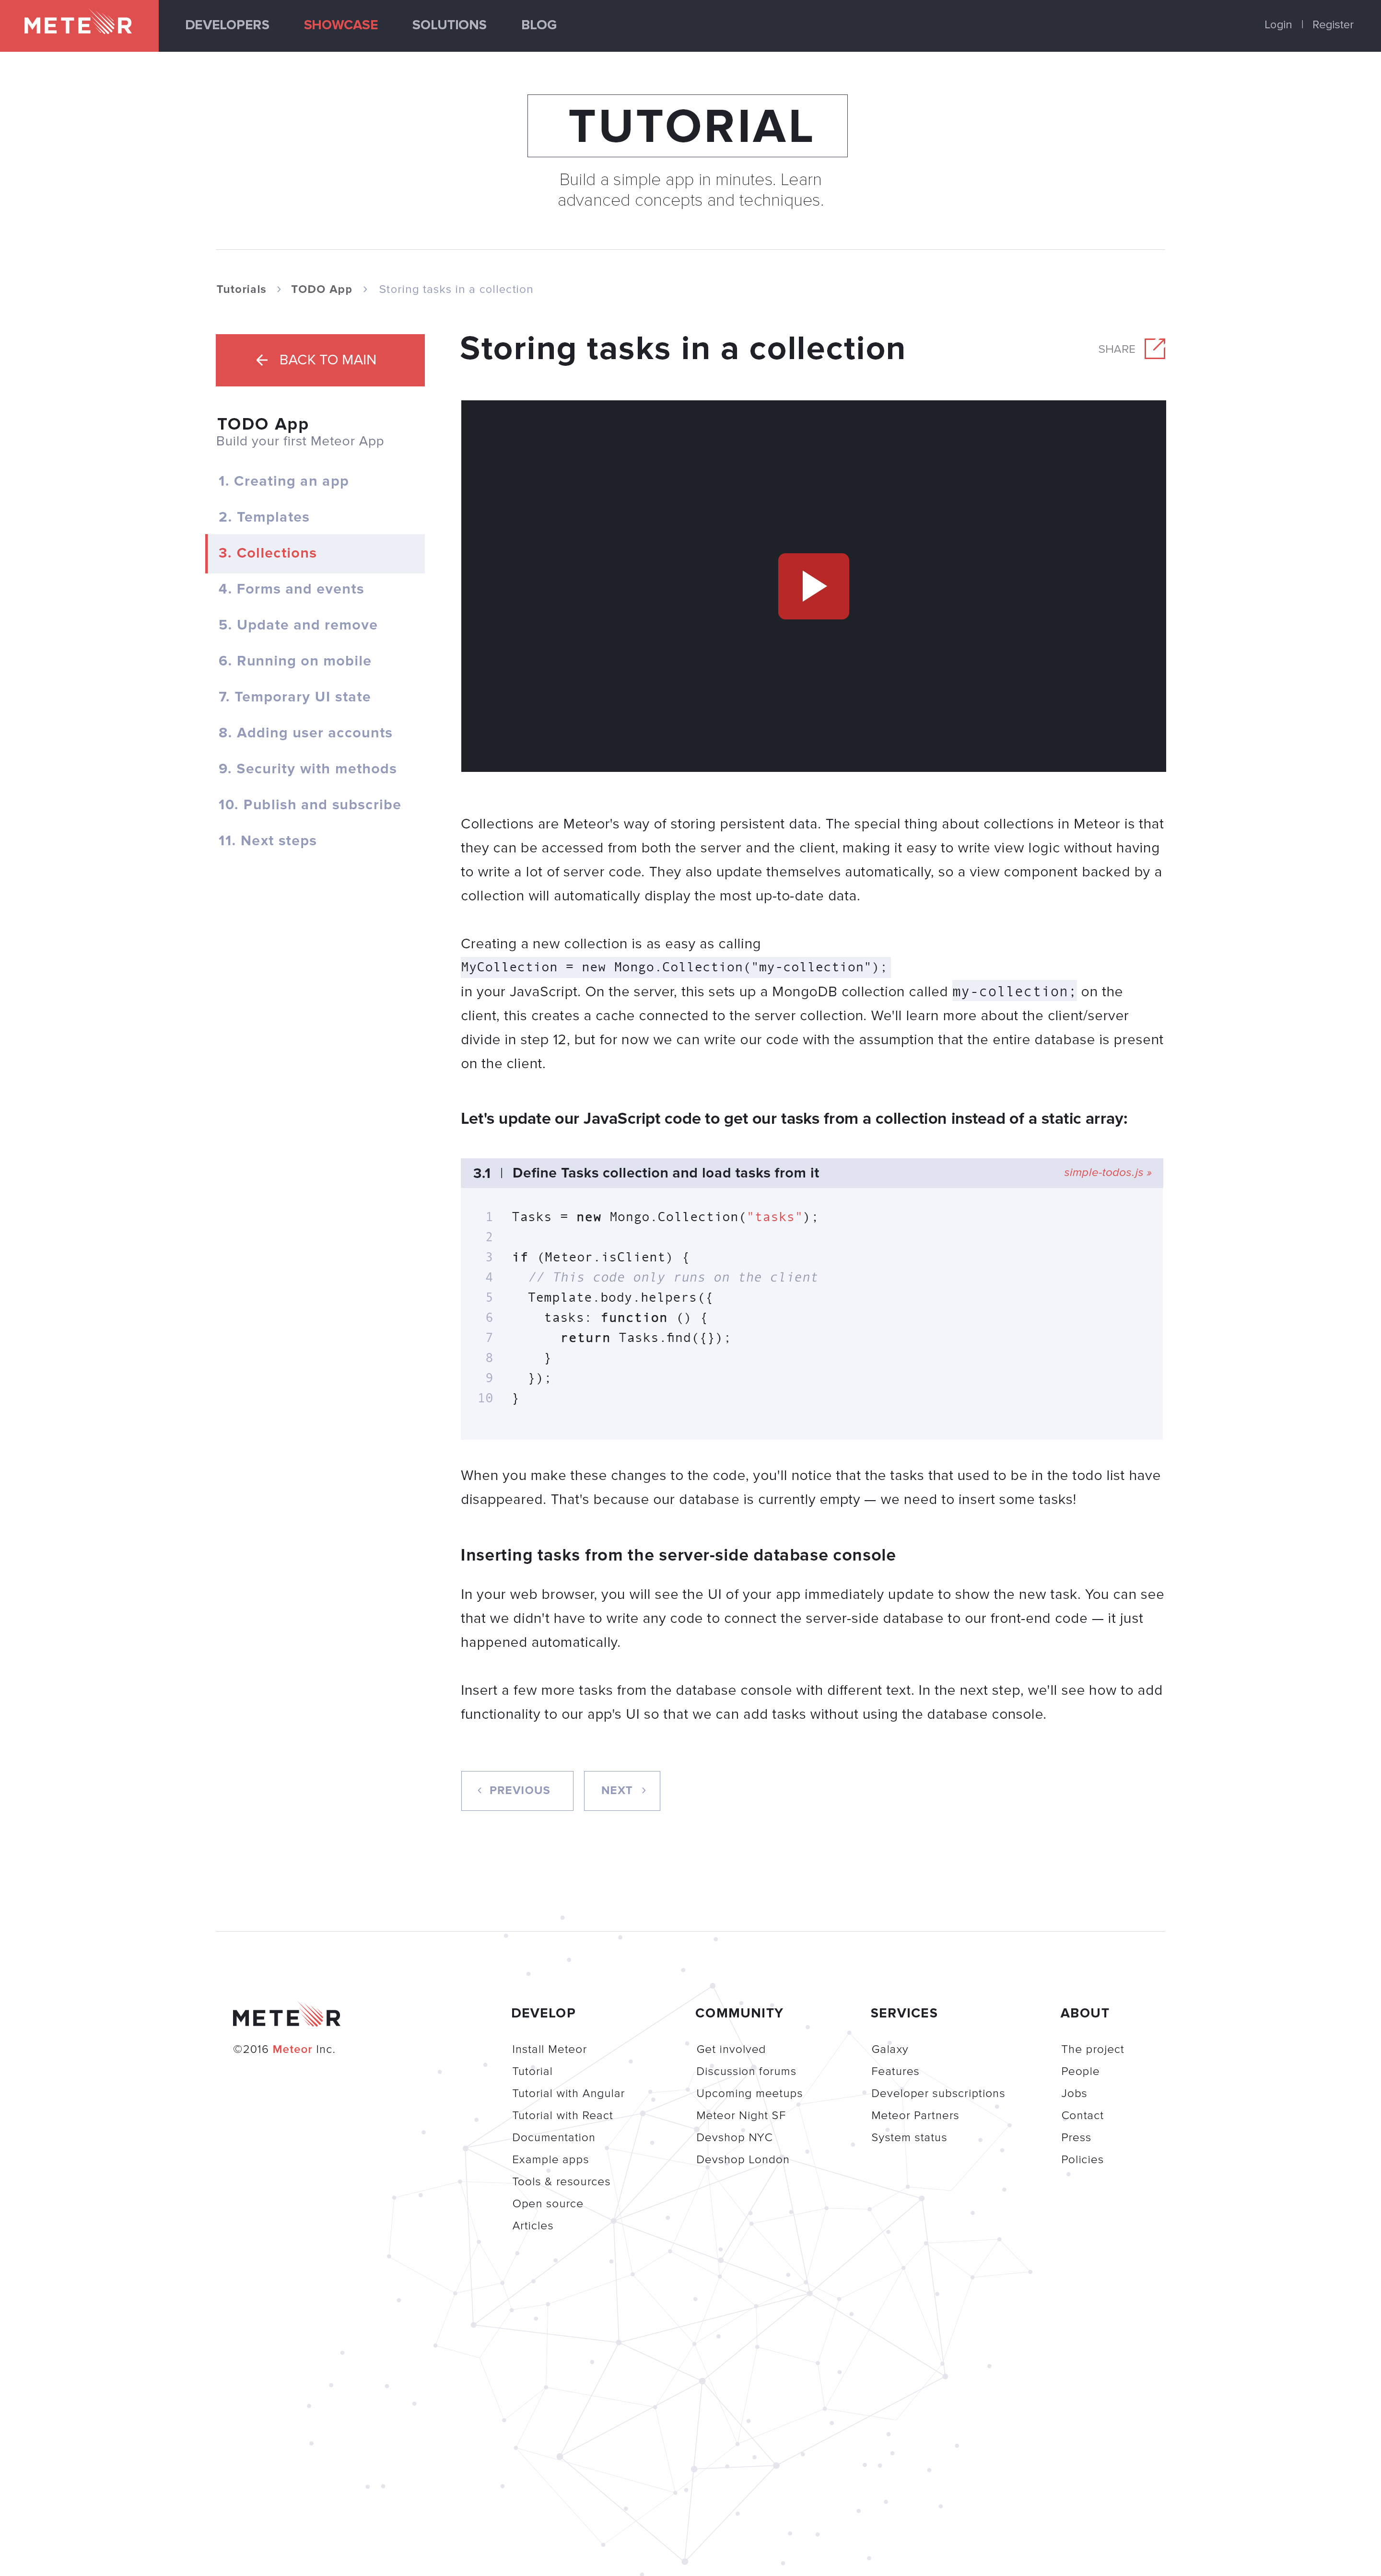 METEOR DEVELOPERS SHOWCASE SOLUTIONS BLOG Login | Register
TUTORIAL
Build a simple app in minutes. Learn
advanced concepts and techniques.
Tutorials › TODO App › Storing tasks in a collection
← BACK TO MAIN
TODO App
Build your first Meteor App
1. Creating an app
2. Templates
3. Collections
4. Forms and events
5. Update and remove
6. Running on mobile
7. Temporary UI state
8. Adding user accounts
9. Security with methods
10. Publish and subscribe
11. Next steps
Storing tasks in a collection
SHARE
Collections are Meteor's way of storing persistent data. The special thing about collections in Meteor is that
they can be accessed from both the server and the client, making it easy to write view logic without having
to write a lot of server code. They also update themselves automatically, so a view component backed by a
collection will automatically display the most up-to-date data.
Creating a new collection is as easy as calling
MyCollection = new Mongo.Collection("my-collection");
in your JavaScript. On the server, this sets up a MongoDB collection called my-collection; on the
client, this creates a cache connected to the server collection. We'll learn more about the client/server
divide in step 12, but for now we can write our code with the assumption that the entire database is present
on the client.
Let's update our JavaScript code to get our tasks from a collection instead of a static array:
3.1 | Define Tasks collection and load tasks from it simple-todos.js »
1 Tasks = new Mongo.Collection("tasks");
2
3 if (Meteor.isClient) {
4 // This code only runs on the client
5 Template.body.helpers({
6 tasks: function () {
7 return Tasks.find({});
8 }
9 });
10 }
When you make these changes to the code, you'll notice that the tasks that used to be in the todo list have
disappeared. That's because our database is currently empty — we need to insert some tasks!
Inserting tasks from the server-side database console
In your web browser, you will see the UI of your app immediately update to show the new task. You can see
that we didn't have to write any code to connect the server-side database to our front-end code — it just
happened automatically.
Insert a few more tasks from the database console with different text. In the next step, we'll see how to add
functionality to our app's UI so that we can add tasks without using the database console.
‹ PREVIOUS
NEXT ›
METEOR
©2016 Meteor Inc.
DEVELOP
Install Meteor
Tutorial
Tutorial with Angular
Tutorial with React
Documentation
Example apps
Tools & resources
Open source
Articles
COMMUNITY
Get involved
Discussion forums
Upcoming meetups
Meteor Night SF
Devshop NYC
Devshop London
SERVICES
Galaxy
Features
Developer subscriptions
Meteor Partners
System status
ABOUT
The project
People
Jobs
Contact
Press
Policies